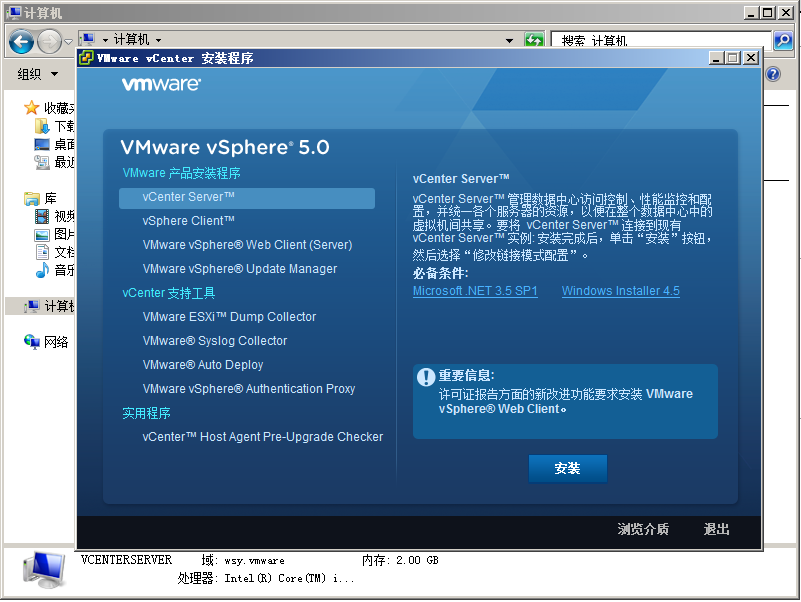 计算机
计算机
搜索 计算机
组织
VMware vCenter 安装程序
vmware
收藏夹
下载
桌面
最近
库
视频
图片
文档
音乐
计算机
网络
VMware vSphere® 5.0
VMware 产品安装程序
vCenter Server™
vSphere Client™
VMware vSphere® Web Client (Server)
VMware vSphere® Update Manager
vCenter 支持工具
VMware ESXi™ Dump Collector
VMware® Syslog Collector
VMware® Auto Deploy
VMware vSphere® Authentication Proxy
实用程序
vCenter™ Host Agent Pre-Upgrade Checker
vCenter Server™
vCenter Server™ 管理数据中心访问控制、性能监控和配
置，并统一各个服务器的资源，以便在整个数据中心中的
虚拟机间共享。要将 vCenter Server™ 连接到现有
vCenter Server™ 实例: 安装完成后，单击“安装”按钮，
然后选择“修改链接模式配置”。
必备条件:
Microsoft .NET 3.5 SP1 Windows Installer 4.5
重要信息:
许可证报告方面的新改进功能要求安装 VMware
vSphere® Web Client。
安装
浏览介质 退出
VCENTERSERVER 域: wsy.vmware 内存: 2.00 GB
处理器: Intel(R) Core(TM) i...